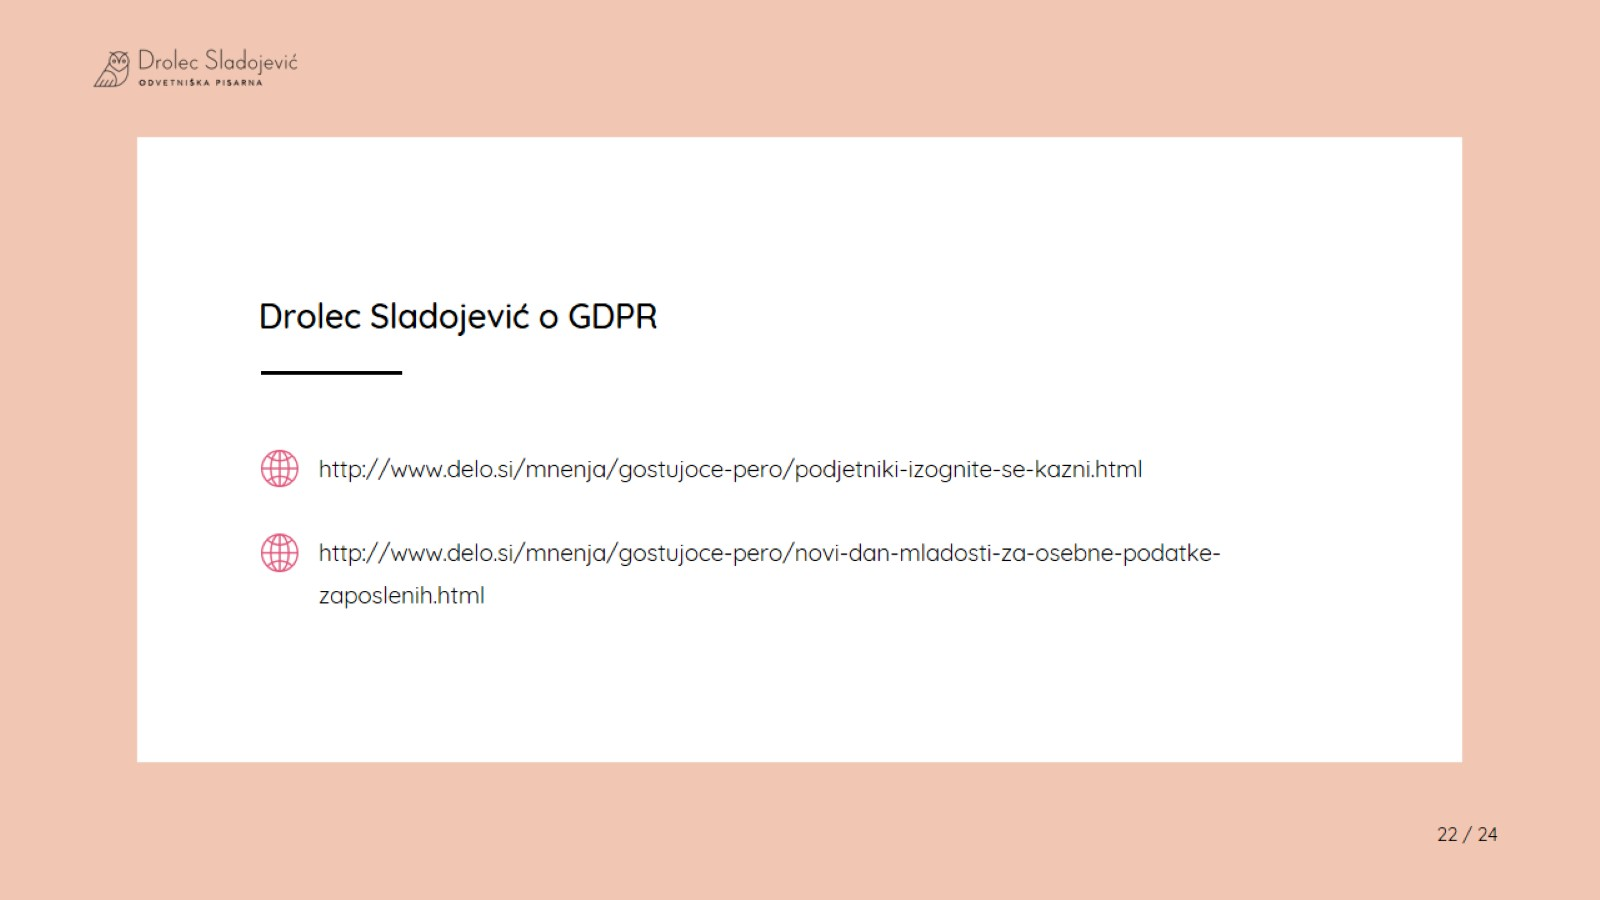 Drolec Sladojević
ODVETNIŠKA PISARNA
Drolec Sladojević o GDPR
http://www.delo.si/mnenja/gostujoce-pero/podjetniki-izognite-se-kazni.html
http://www.delo.si/mnenja/gostujoce-pero/novi-dan-mladosti-za-osebne-podatke-
zaposlenih.html
22 / 24